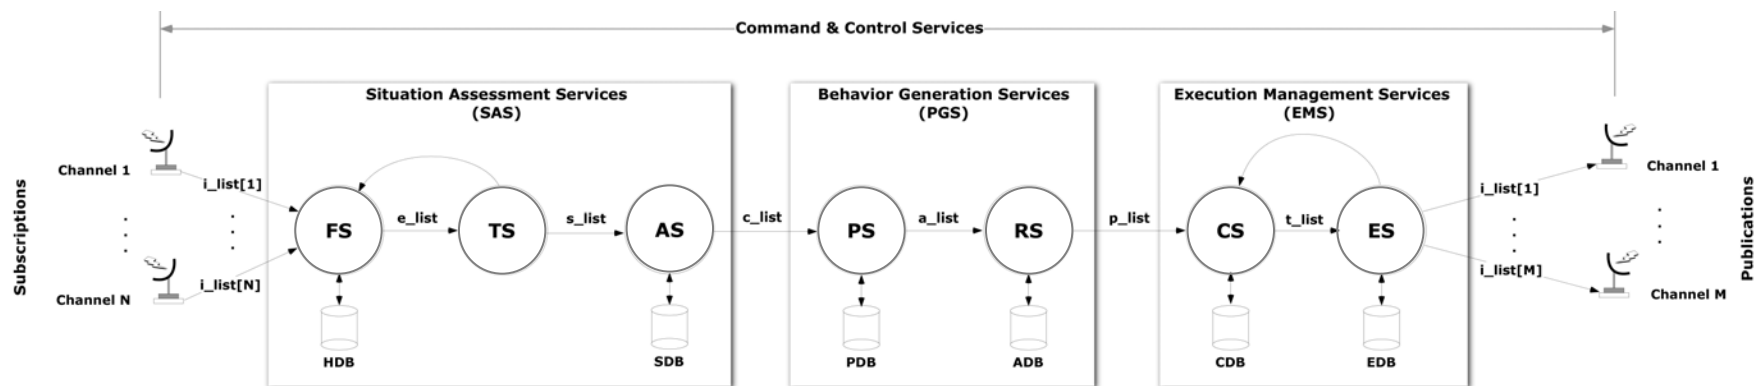 Command & Control Services
Situation Assessment Services
(SAS)
Behavior Generation Services
(PGS)
Execution Management Services
(EMS)
Subscriptions
Channel 1
Channel N
i_list[1]
i_list[N]
FS
e_list
TS
s_list
AS
c_list
PS
a_list
RS
p_list
CS
t_list
ES
i_list[1]
i_list[M]
Channel 1
Channel M
Publications
HDB
SDB
PDB
ADB
CDB
EDB